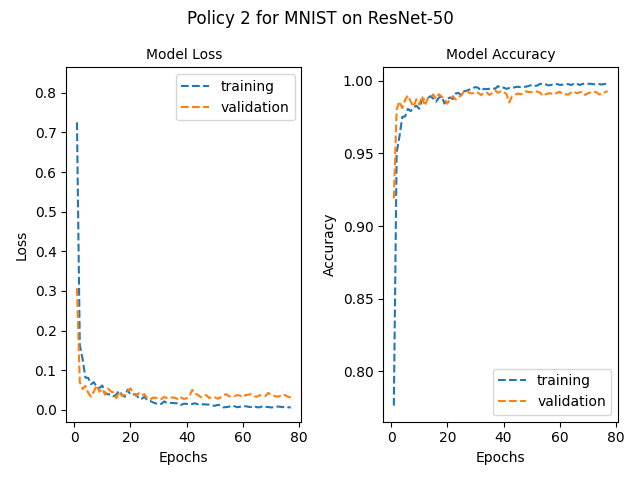 Policy 2 for MNIST on ResNet-50
Model Loss
training
validation
0.8
0.7
0.6
0.5
0.4
0.3
0.2
0.1
0.0
Loss
0 20 40 60 80
Epochs
Model Accuracy
1.00
0.95
0.90
0.85
0.80
Accuracy
training
validation
0 20 40 60 80
Epochs